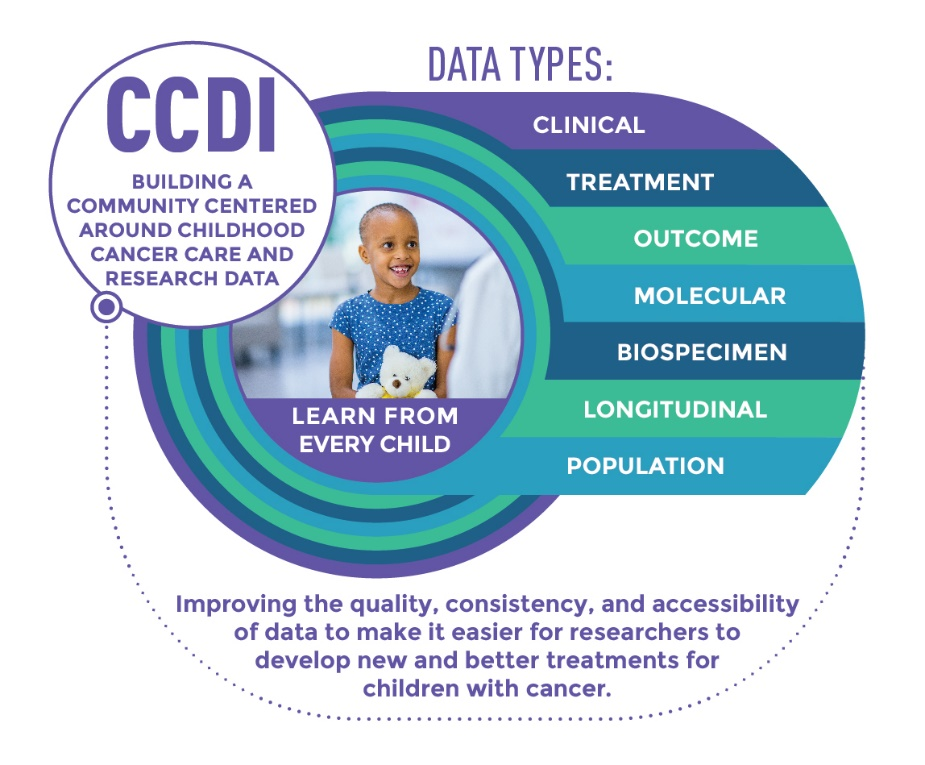 CCDI
BUILDING A
COMMUNITY CENTERED
AROUND CHILDHOOD
CANCER CARE AND
RESEARCH DATA
DATA TYPES:
CLINICAL
TREATMENT
OUTCOME
MOLECULAR
BIOSPECIMEN
LONGITUDINAL
POPULATION
LEARN FROM
EVERY CHILD
Improving the quality, consistency, and accessibility
of data to make it easier for researchers to
develop new and better treatments for
children with cancer.